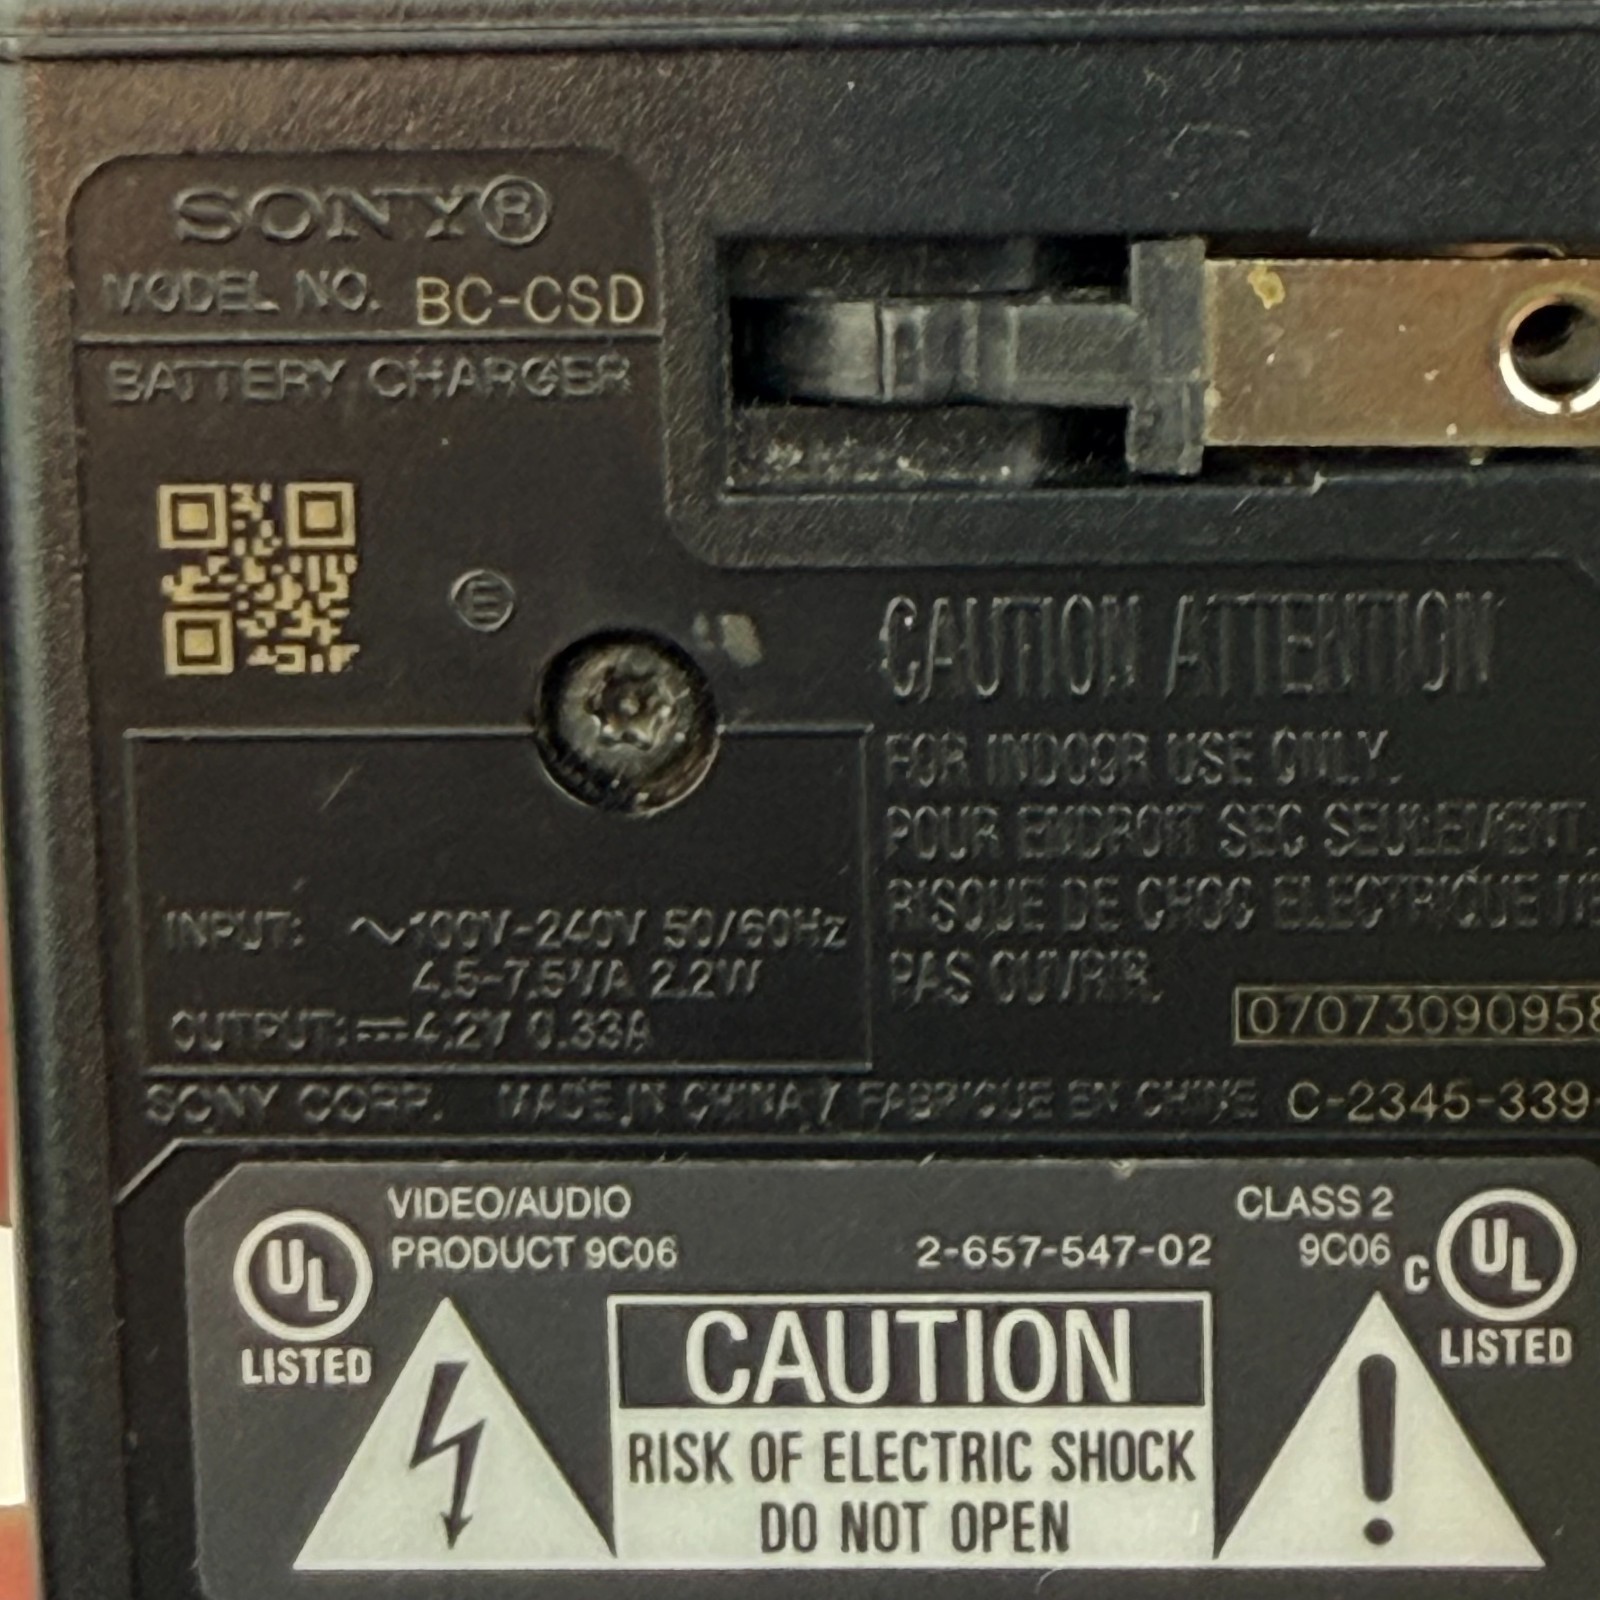 SONY®
MODEL NO. BC-CSD
BATTERY CHARGER
E
CAUTION ATTENTION
FOR INDOOR USE ONLY.
POUR ENDROIT SEC SEULEMENT.
RISQUE DE CHOC ELECTRIQUE NE
PAS OUVRIR.
INPUT: ~100V-240V 50/60Hz
4.5-7.5VA 2.2W
OUTPUT: ⎓4.2V 0.33A
07073090958
SONY CORP. MADE IN CHINA / FABRIQUE EN CHINE C-2345-339-
UL LISTED
VIDEO/AUDIO
PRODUCT 9C06
2-657-547-02
CLASS 2
9C06
C UL LISTED
CAUTION
RISK OF ELECTRIC SHOCK
DO NOT OPEN